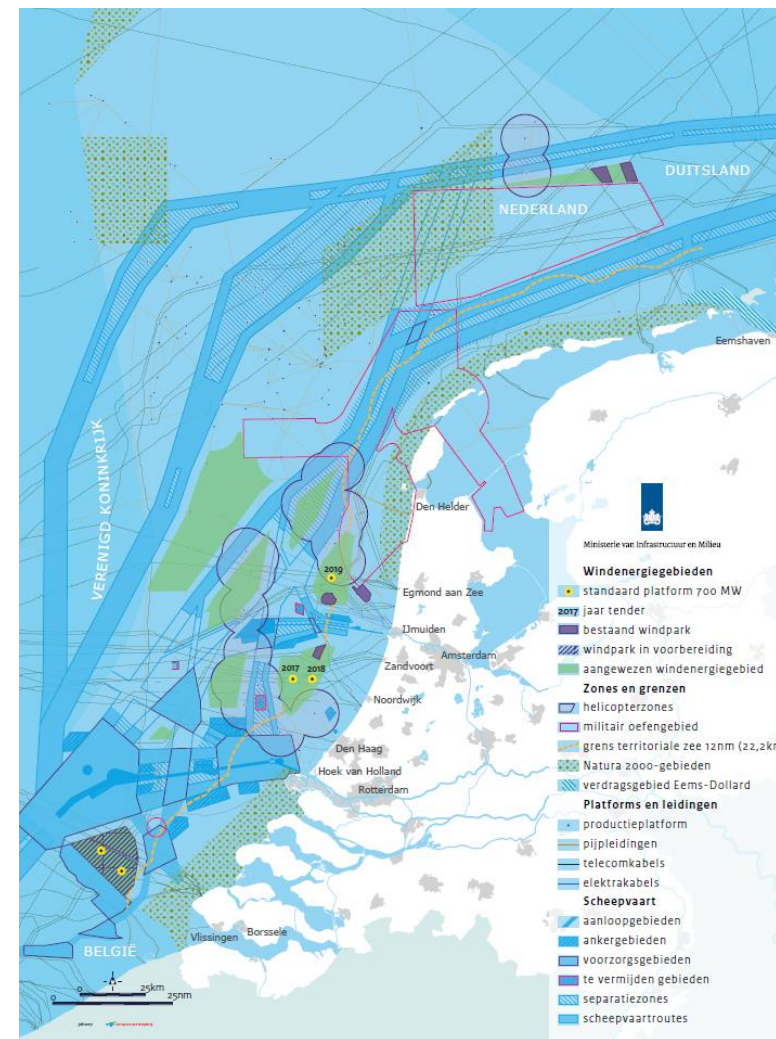 DUITSLAND
NEDERLAND
Eemshaven
VERENIGD KONINKRIJK
Den Helder
2019
Egmond aan Zee
IJmuiden
Amsterdam
Zandvoort
2017 2018
Noordwijk
Den Haag
Hoek van Holland
Rotterdam
Vlissingen
Borssele
BELGIË
0 25km
0 25nm
Ministerie van Infrastructuur en Milieu
Windenergiegebieden
standaard platform 700 MW
2017 jaar tender
bestaand windpark
windpark in voorbereiding
aangewezen windenergiegebied
Zones en grenzen
helicopterzones
militair oefengebied
grens territoriale zee 12nm (22,2km
Natura 2000-gebieden
verdragsgebied Eems-Dollard
Platforms en leidingen
productieplatform
pijpleidingen
telecomkabels
elektrakabels
Scheepvaart
aanloopgebieden
ankergebieden
voorzorgsgebieden
te vermijden gebieden
separatiezones
scheepvaartroutes